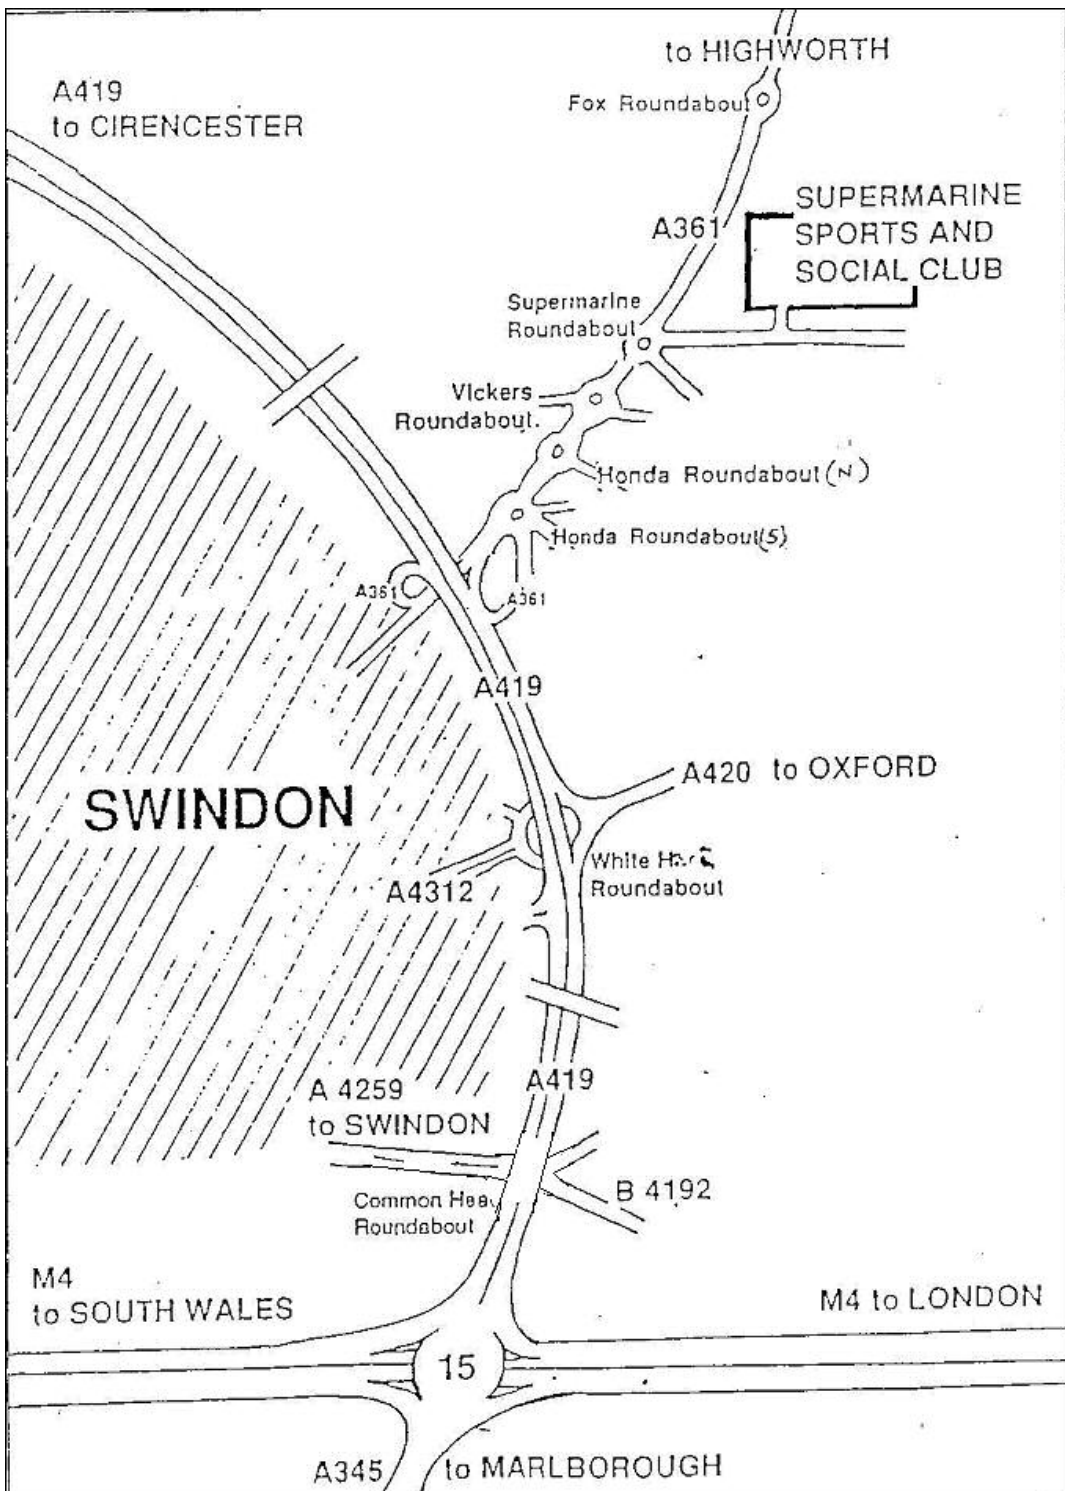 to HIGHWORTH
A419
to CIRENCESTER
Fox Roundabout
SUPERMARINE
SPORTS AND
SOCIAL CLUB
A361
Supermarine
Roundabout
Vickers
Roundabout.
Honda Roundabout (N)
Honda Roundabout (S)
A361
A361
A419
A420 to OXFORD
SWINDON
White
Roundabout
A4312
A419
A 4259
to SWINDON
B 4192
Common
Roundabout
M4
to SOUTH WALES
M4 to LONDON
15
A345 to MARLBOROUGH